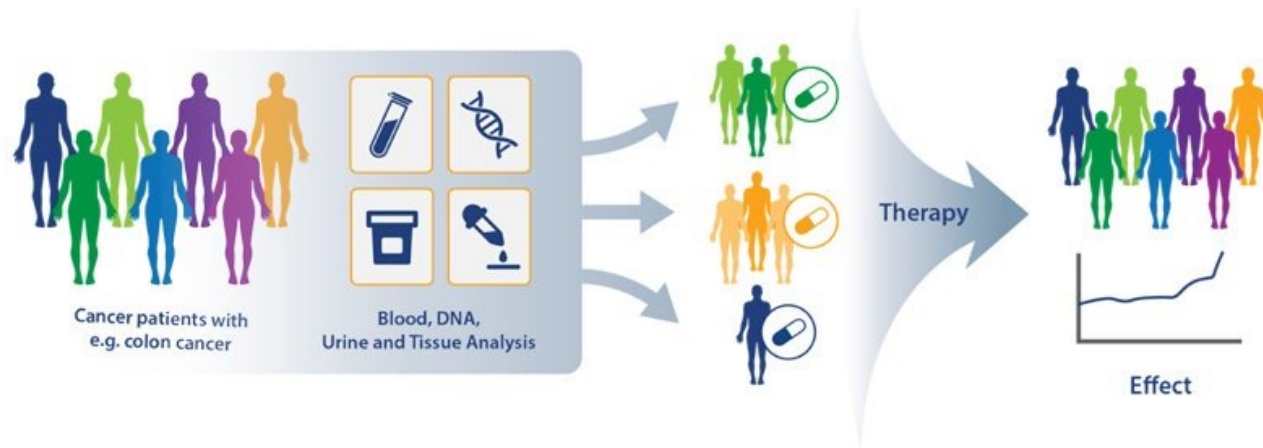 Cancer patients with
e.g. colon cancer
Blood, DNA,
Urine and Tissue Analysis
Therapy
Effect